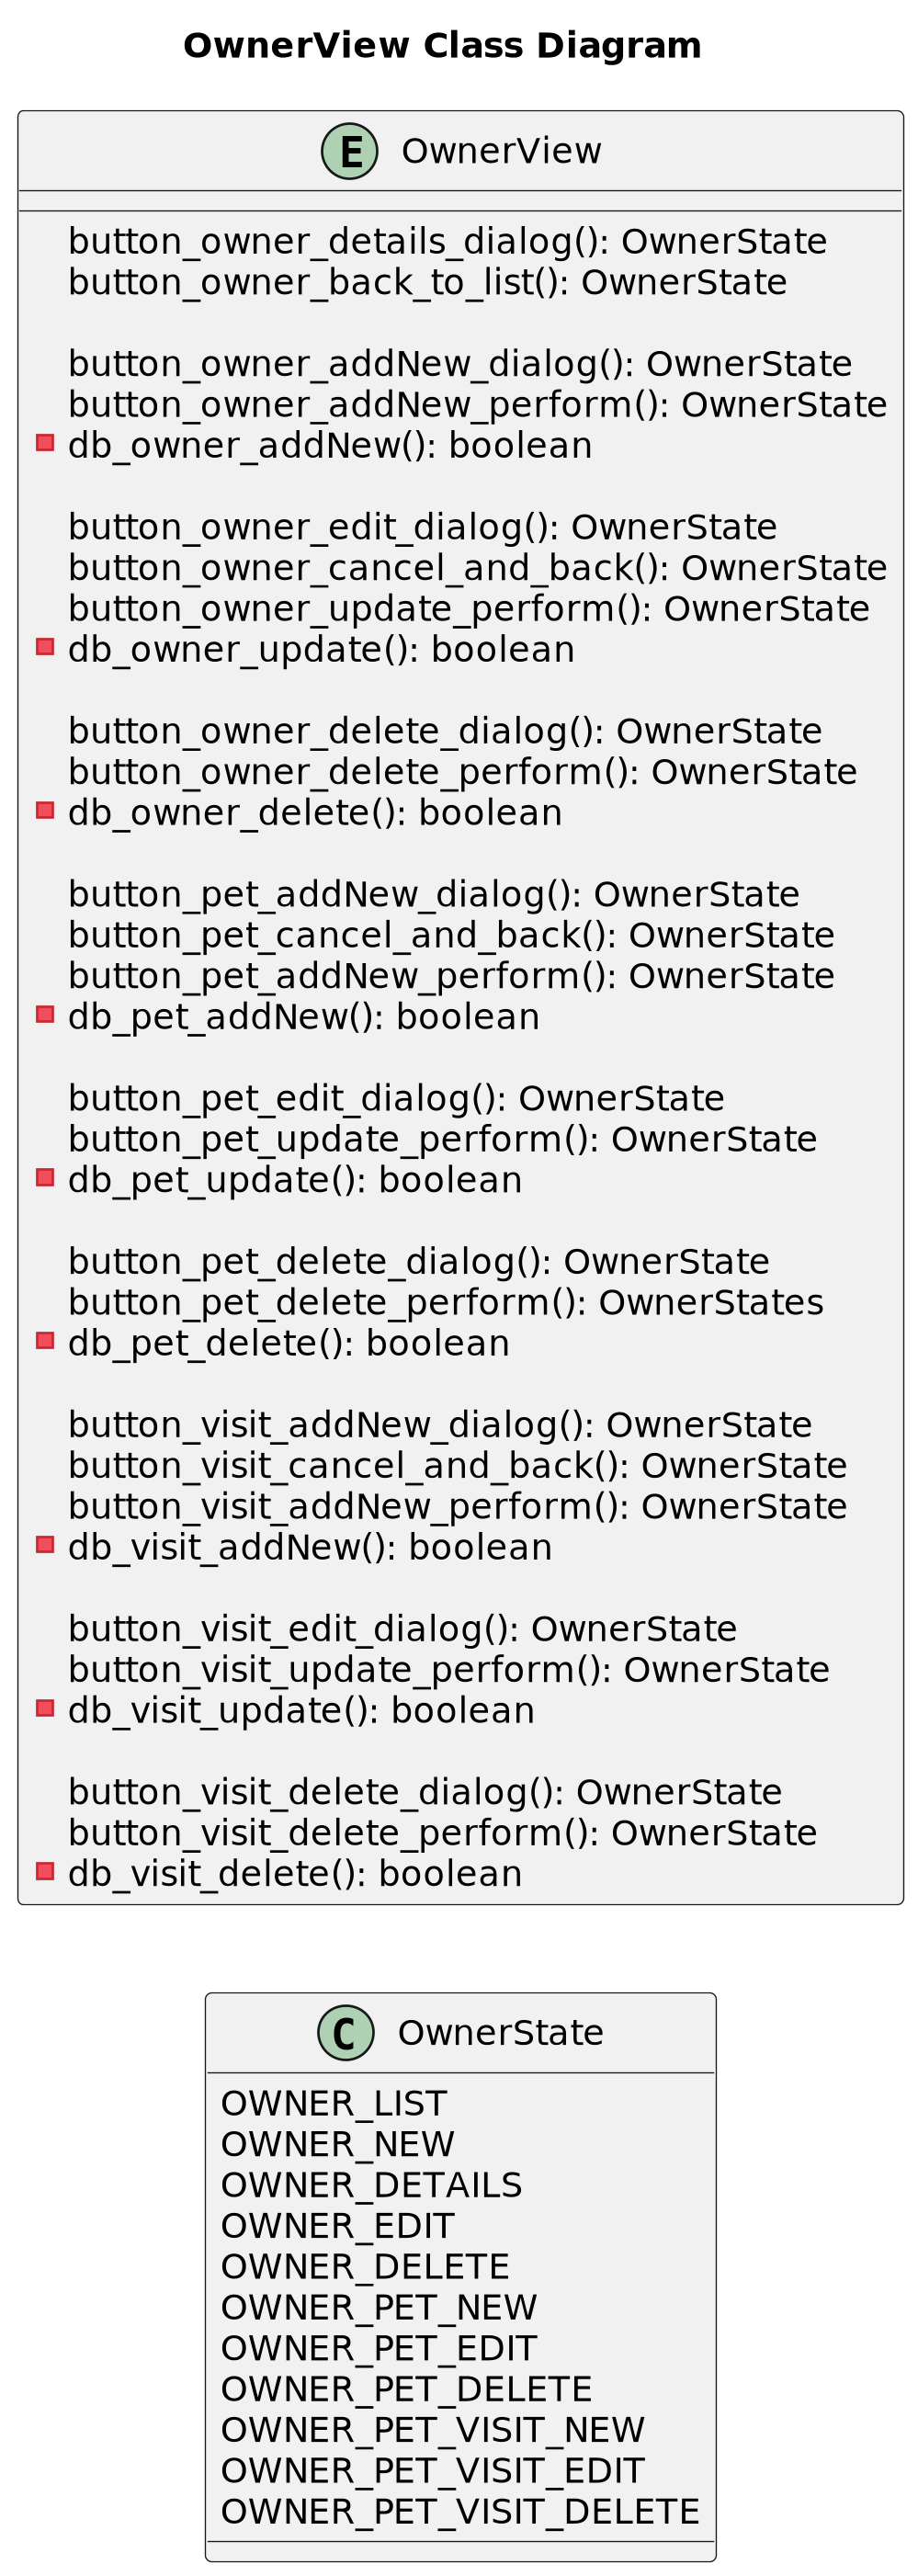 OwnerView Class Diagram
E OwnerView
button_owner_details_dialog(): OwnerState
button_owner_back_to_list(): OwnerState
button_owner_addNew_dialog(): OwnerState
button_owner_addNew_perform(): OwnerState
db_owner_addNew(): boolean
button_owner_edit_dialog(): OwnerState
button_owner_cancel_and_back(): OwnerState
button_owner_update_perform(): OwnerState
db_owner_update(): boolean
button_owner_delete_dialog(): OwnerState
button_owner_delete_perform(): OwnerState
db_owner_delete(): boolean
button_pet_addNew_dialog(): OwnerState
button_pet_cancel_and_back(): OwnerState
button_pet_addNew_perform(): OwnerState
db_pet_addNew(): boolean
button_pet_edit_dialog(): OwnerState
button_pet_update_perform(): OwnerState
db_pet_update(): boolean
button_pet_delete_dialog(): OwnerState
button_pet_delete_perform(): OwnerStates
db_pet_delete(): boolean
button_visit_addNew_dialog(): OwnerState
button_visit_cancel_and_back(): OwnerState
button_visit_addNew_perform(): OwnerState
db_visit_addNew(): boolean
button_visit_edit_dialog(): OwnerState
button_visit_update_perform(): OwnerState
db_visit_update(): boolean
button_visit_delete_dialog(): OwnerState
button_visit_delete_perform(): OwnerState
db_visit_delete(): boolean
C OwnerState
OWNER_LIST
OWNER_NEW
OWNER_DETAILS
OWNER_EDIT
OWNER_DELETE
OWNER_PET_NEW
OWNER_PET_EDIT
OWNER_PET_DELETE
OWNER_PET_VISIT_NEW
OWNER_PET_VISIT_EDIT
OWNER_PET_VISIT_DELETE